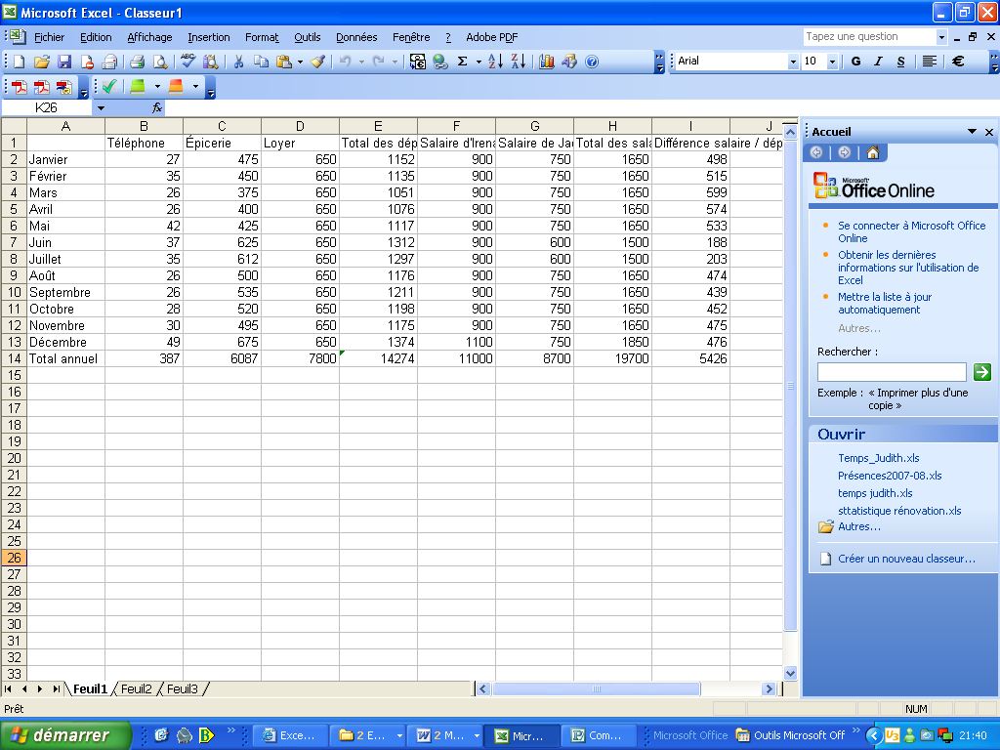 Microsoft Excel - Classeur1
Fichier Edition Affichage Insertion Format Outils Données Fenêtre ? Adobe PDF Tapez une question
Arial 10 G I S €
K26 fx
A B C D E F G H I J
1 Téléphone Épicerie Loyer Total des dép Salaire d'Irena Salaire de Jac Total des sala Différence salaire / dép
2 Janvier 27 475 650 1152 900 750 1650 498
3 Février 35 450 650 1135 900 750 1650 515
4 Mars 26 375 650 1051 900 750 1650 599
5 Avril 26 400 650 1076 900 750 1650 574
6 Mai 42 425 650 1117 900 750 1650 533
7 Juin 37 625 650 1312 900 600 1500 188
8 Juillet 35 612 650 1297 900 600 1500 203
9 Août 26 500 650 1176 900 750 1650 474
10 Septembre 26 535 650 1211 900 750 1650 439
11 Octobre 28 520 650 1198 900 750 1650 452
12 Novembre 30 495 650 1175 900 750 1650 475
13 Décembre 49 675 650 1374 1100 750 1850 476
14 Total annuel 387 6087 7800 14274 11000 8700 19700 5426
15
16
17
18
19
20
21
22
23
24
25
26
27
28
29
30
31
32
33
Accueil
Microsoft
Office Online
Se connecter à Microsoft Office
Online
Obtenir les dernières
informations sur l'utilisation de
Excel
Mettre la liste à jour
automatiquement
Autres...
Rechercher :
Exemple : « Imprimer plus d'une
copie »
Ouvrir
Temps_Judith.xls
Présences2007-08.xls
temps judith.xls
sttatistique rénovation.xls
Autres...
Créer un nouveau classeur...
Feuil1 Feuil2 Feuil3
Prêt NUM
démarrer Exce... 2 E... 2 M... Micr... Com... Microsoft Office Outils Microsoft Off 21:40